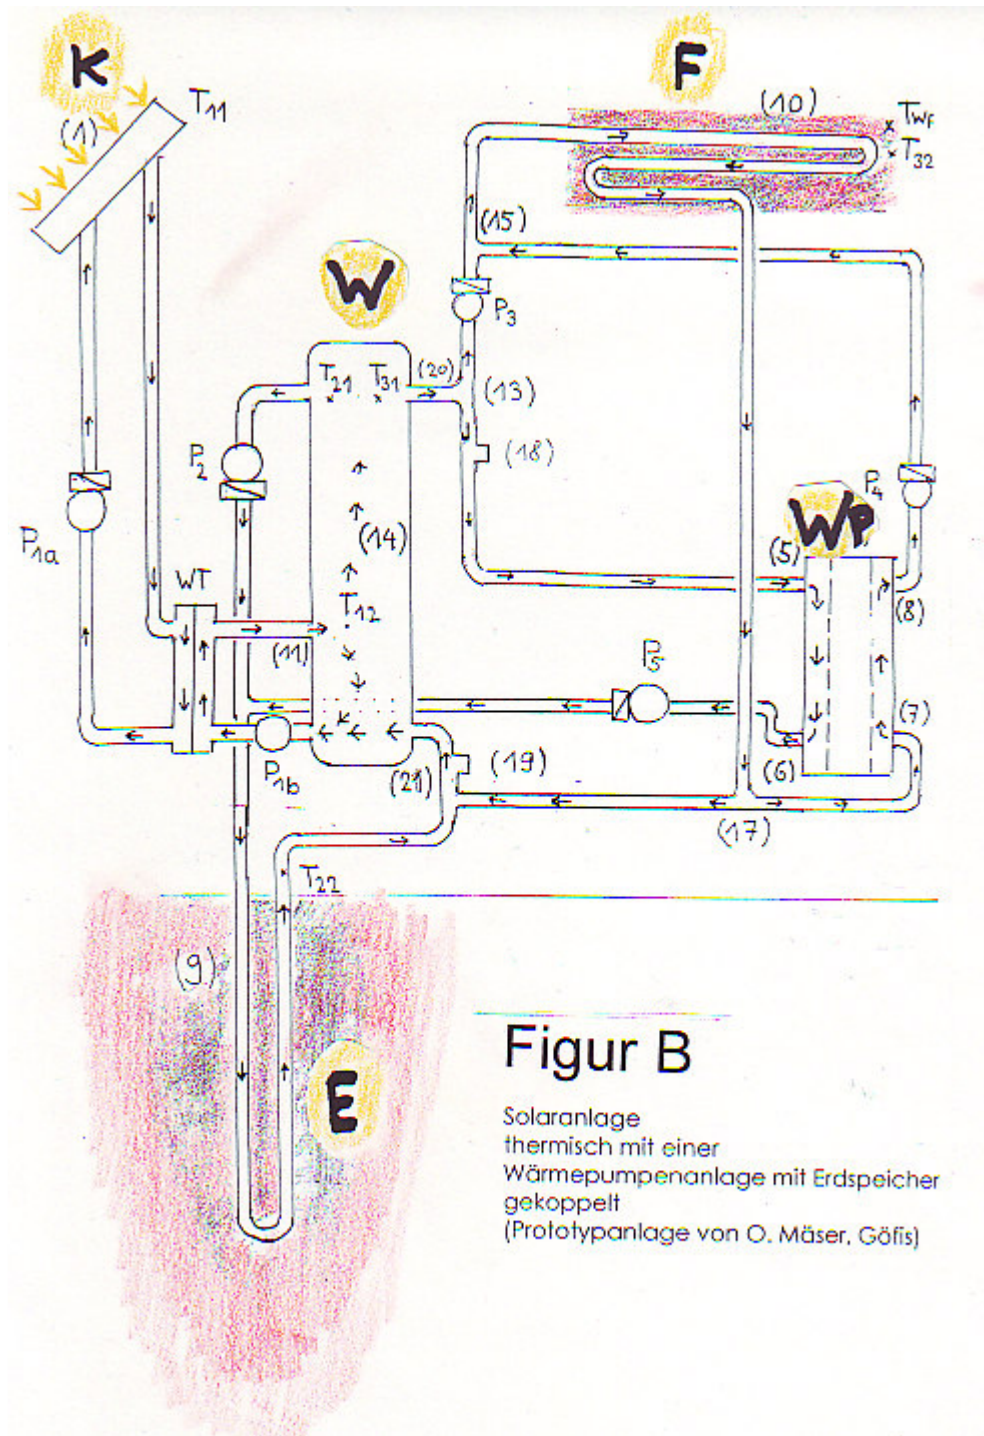 K
F
(1)
T11
(10)
TWF
T32
(15)
W
P3
T21
T31
(20)
(13)
P2
(18)
WP
P4
P1a
(14)
(5)
WT
(8)
T12
(11)
P5
(7)
P1b
(21)
(19)
(6)
(17)
T22
(9)
E
Figur B
Solaranlage
thermisch mit einer
Wärmepumpenanlage mit Erdspeicher
gekoppelt
(Prototypanlage von O. Mäser, Göfis)